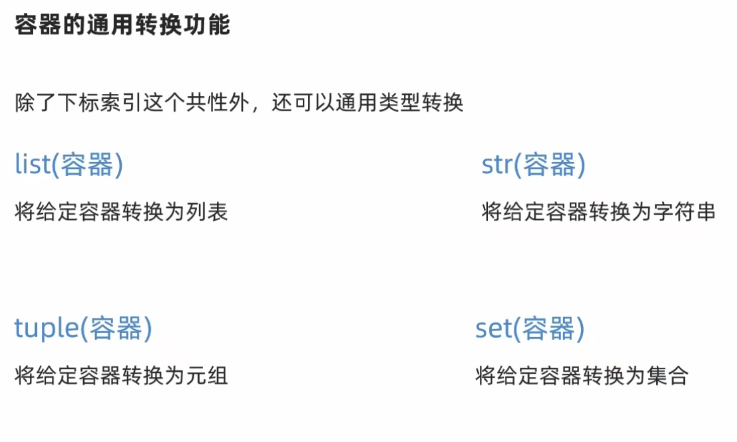 容器的通用转换功能
除了下标索引这个共性外，还可以通用类型转换
list(容器)
将给定容器转换为列表
str(容器)
将给定容器转换为字符串
tuple(容器)
将给定容器转换为元组
set(容器)
将给定容器转换为集合